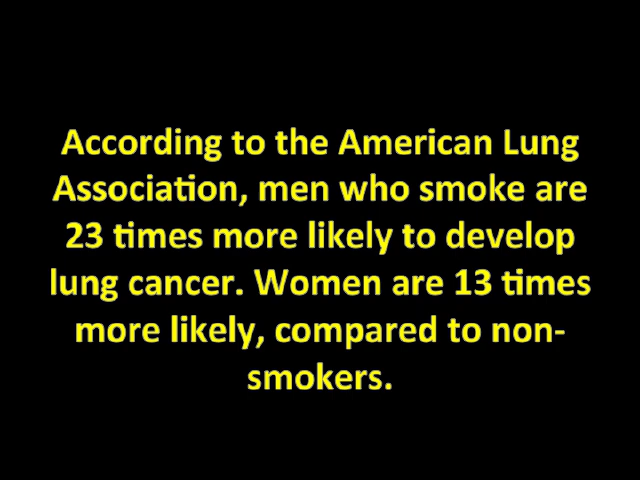 According to the American Lung
Association, men who smoke are
23 times more likely to develop
lung cancer. Women are 13 times
more likely, compared to non-
smokers.